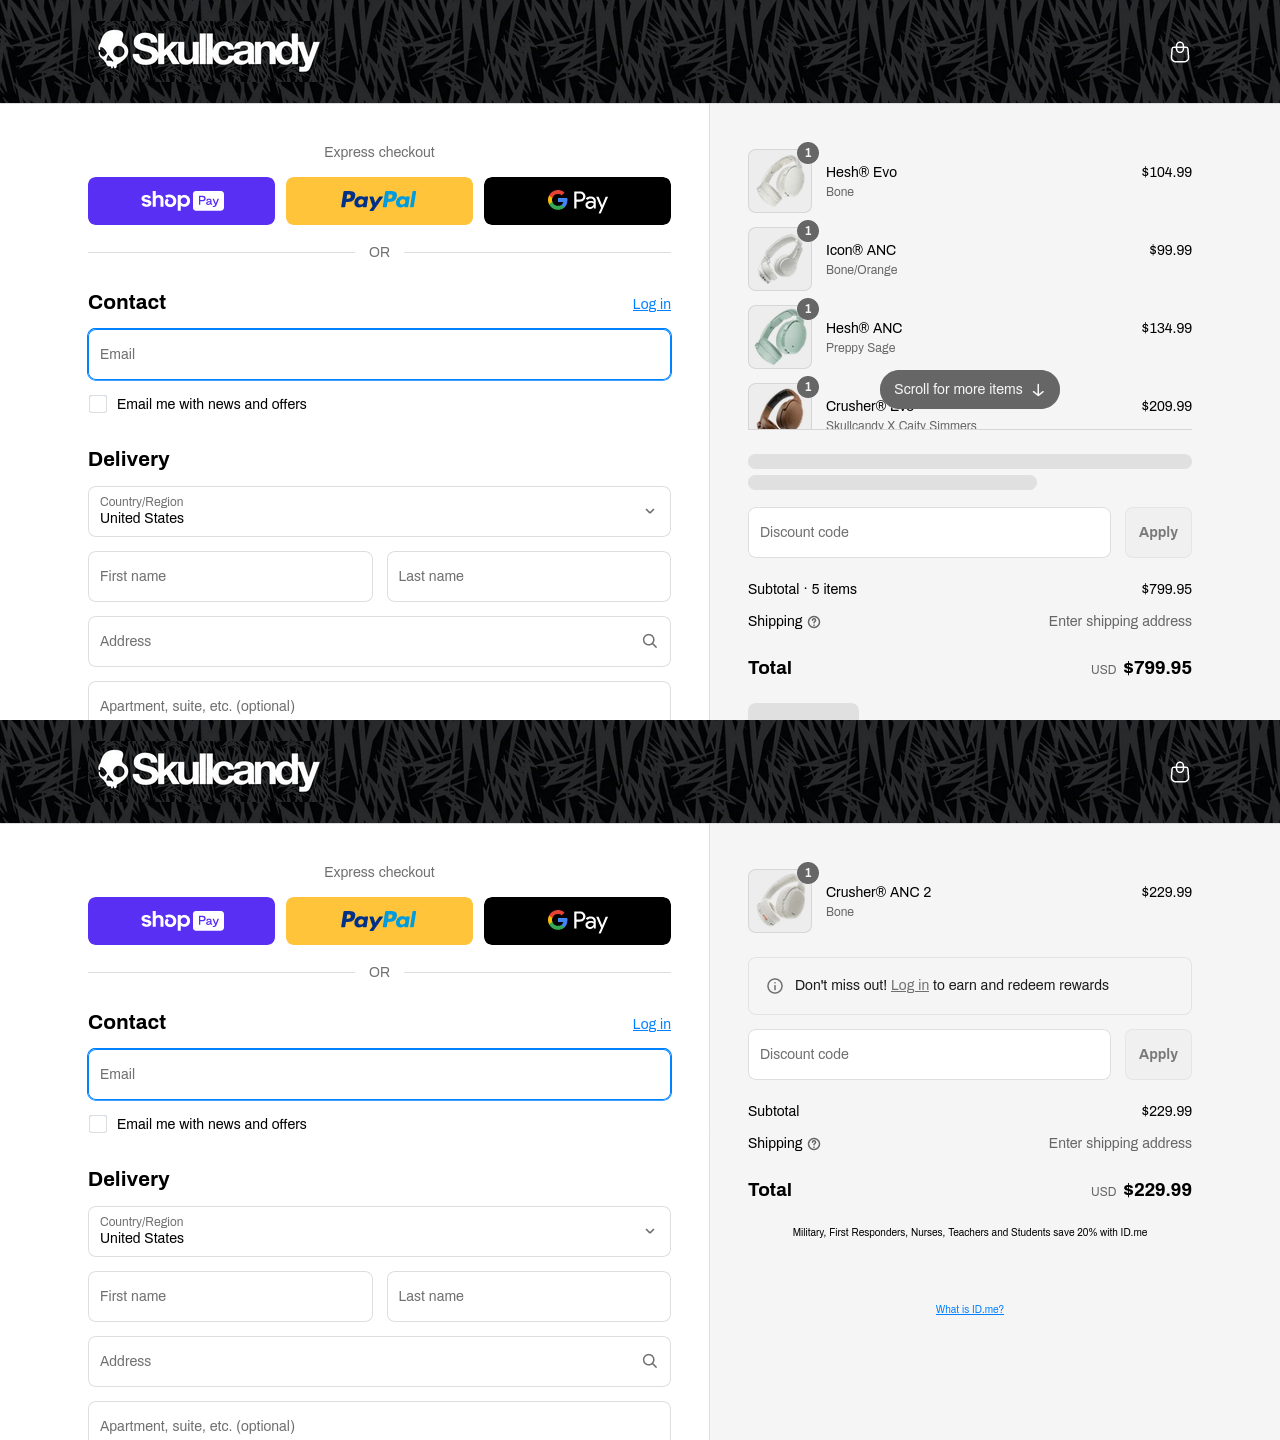 Skullcandy
Express checkout
shop Pay
PayPal
G Pay
OR
Contact
Log in
Email
Email me with news and offers
Delivery
Country/Region
United States
First name
Last name
Address
Apartment, suite, etc. (optional)
1
Hesh® Evo
$104.99
Bone
1
Icon® ANC
$99.99
Bone/Orange
1
Hesh® ANC
$134.99
Preppy Sage
Scroll for more items
1
Crusher® Evo
$209.99
Skullcandy X Caity Simmers
Discount code
Apply
Subtotal · 5 items
$799.95
Shipping
Enter shipping address
Total
USD $799.95
Skullcandy
Express checkout
shop Pay
PayPal
G Pay
OR
Contact
Log in
Email
Email me with news and offers
Delivery
Country/Region
United States
First name
Last name
Address
Apartment, suite, etc. (optional)
1
Crusher® ANC 2
$229.99
Bone
Don't miss out! Log in to earn and redeem rewards
Discount code
Apply
Subtotal
$229.99
Shipping
Enter shipping address
Total
USD $229.99
Military, First Responders, Nurses, Teachers and Students save 20% with ID.me
What is ID.me?